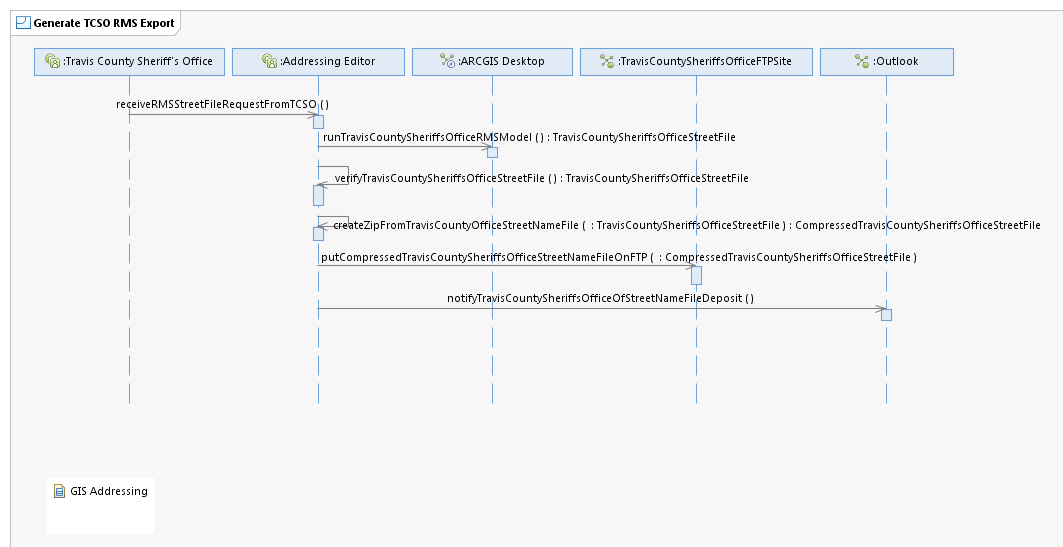 Generate TCSO RMS Export
:Travis County Sheriff's Office
:Addressing Editor
:ARCGIS Desktop
:TravisCountySheriffsOfficeFTPSite
:Outlook
receiveRMSStreetFileRequestFromTCSO ( )
runTravisCountySheriffsOfficeRMSModel ( ) : TravisCountySheriffsOfficeStreetFile
verifyTravisCountySheriffsOfficeStreetFile ( ) : TravisCountySheriffsOfficeStreetFile
createZipFromTravisCountyOfficeStreetNameFile ( : TravisCountySheriffsOfficeStreetFile ) : CompressedTravisCountySheriffsOfficeStreetFile
putCompressedTravisCountySheriffsOfficeStreetNameFileOnFTP ( : CompressedTravisCountySheriffsOfficeStreetFile )
notifyTravisCountySheriffsOfficeOfStreetNameFileDeposit ( )
GIS Addressing